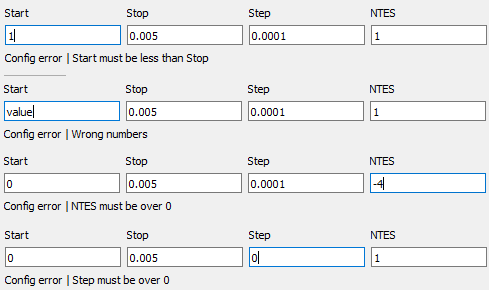 Start Stop Step NTES
1 0.005 0.0001 1
Config error | Start must be less than Stop
Start Stop Step NTES
value 0.005 0.0001 1
Config error | Wrong numbers
Start Stop Step NTES
0 0.005 0.0001 -4
Config error | NTES must be over 0
Start Stop Step NTES
0 0.005 0 1
Config error | Step must be over 0